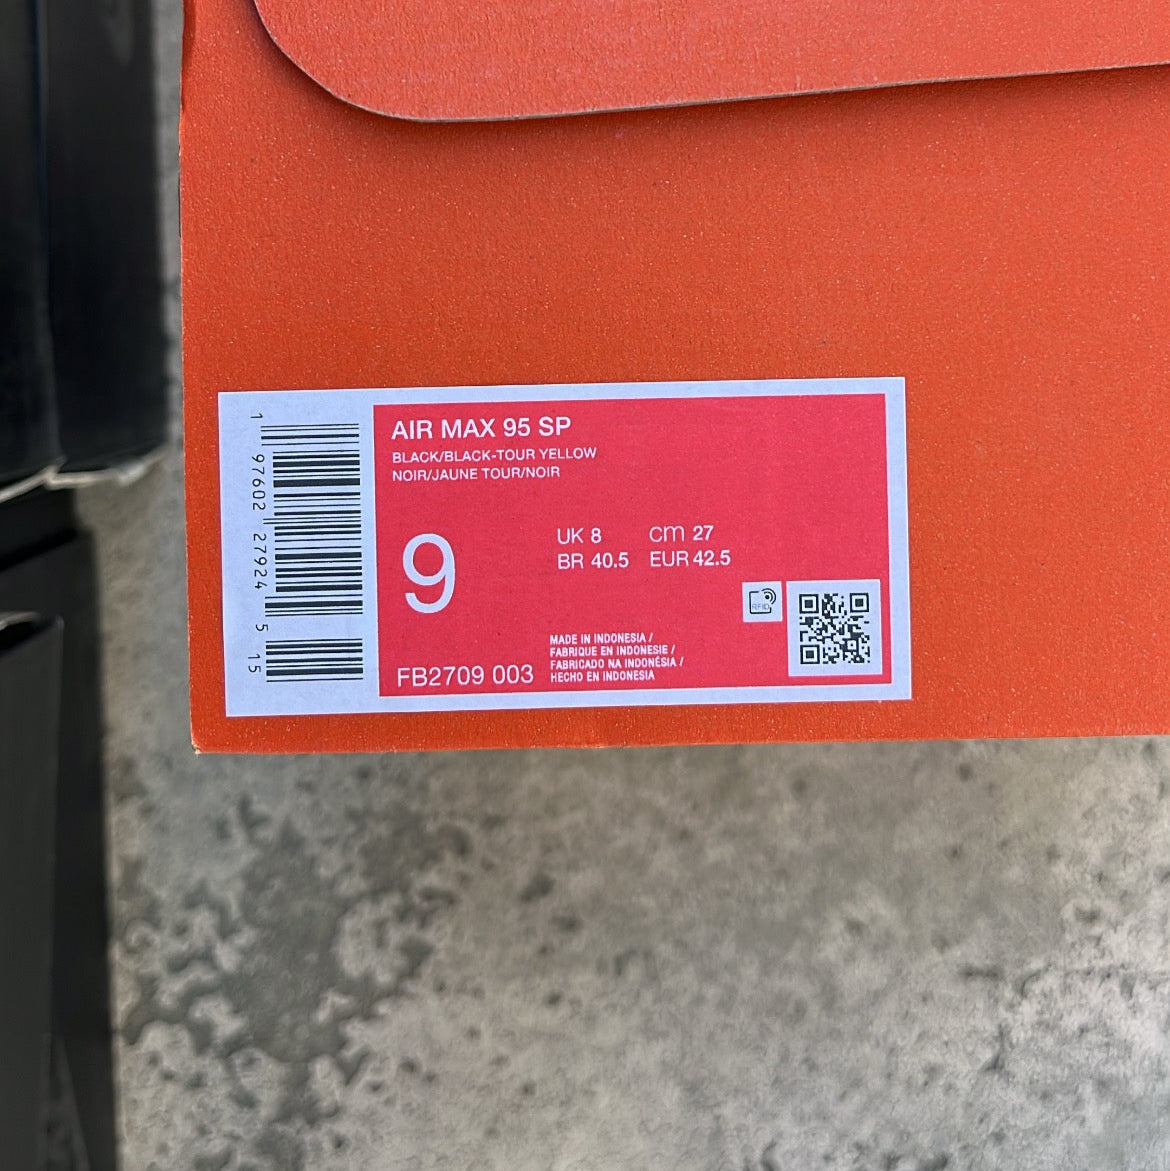 AIR MAX 95 SP
BLACK/BLACK-TOUR YELLOW
NOIR/JAUNE TOUR/NOIR
9
UK 8 cm 27
BR 40.5 EUR 42.5
RFID
MADE IN INDONESIA /
FABRIQUE EN INDONESIE /
FABRICADO NA INDONÉSIA /
HECHO EN INDONESIA
FB2709 003
1 97602 27924 5 15